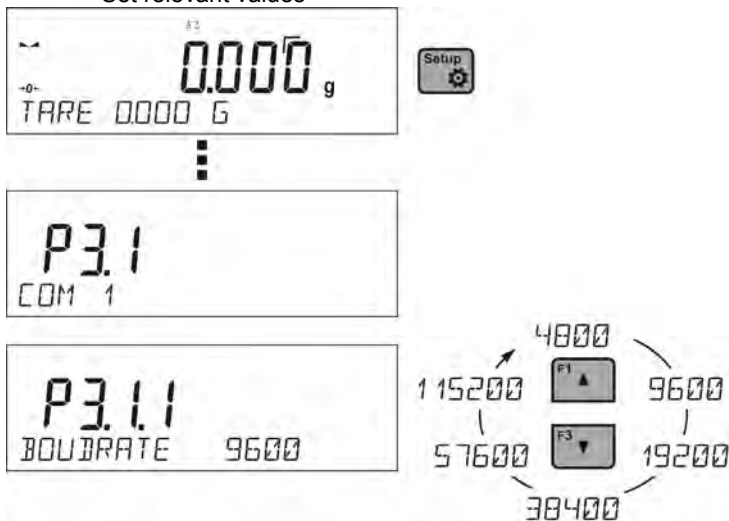 Set relevant values
0.000 g
→0←
TARE 0.000 G
Setup
P3.1
COM 1
P3.1.1
BOUDRATE 9600
4800
115200 F1 9600
57600 F3 19200
38400